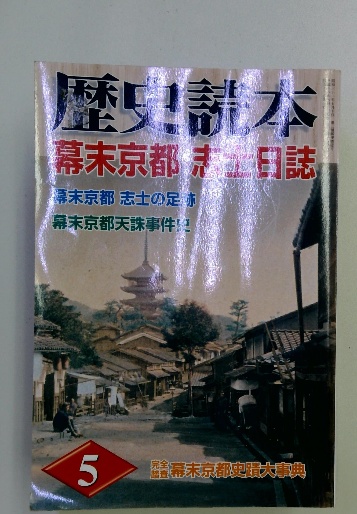 歴史読本
幕末京都 志士日誌
幕末京都 志士の足跡
幕末京都天誅事件史
5
幕末京都史蹟大事典